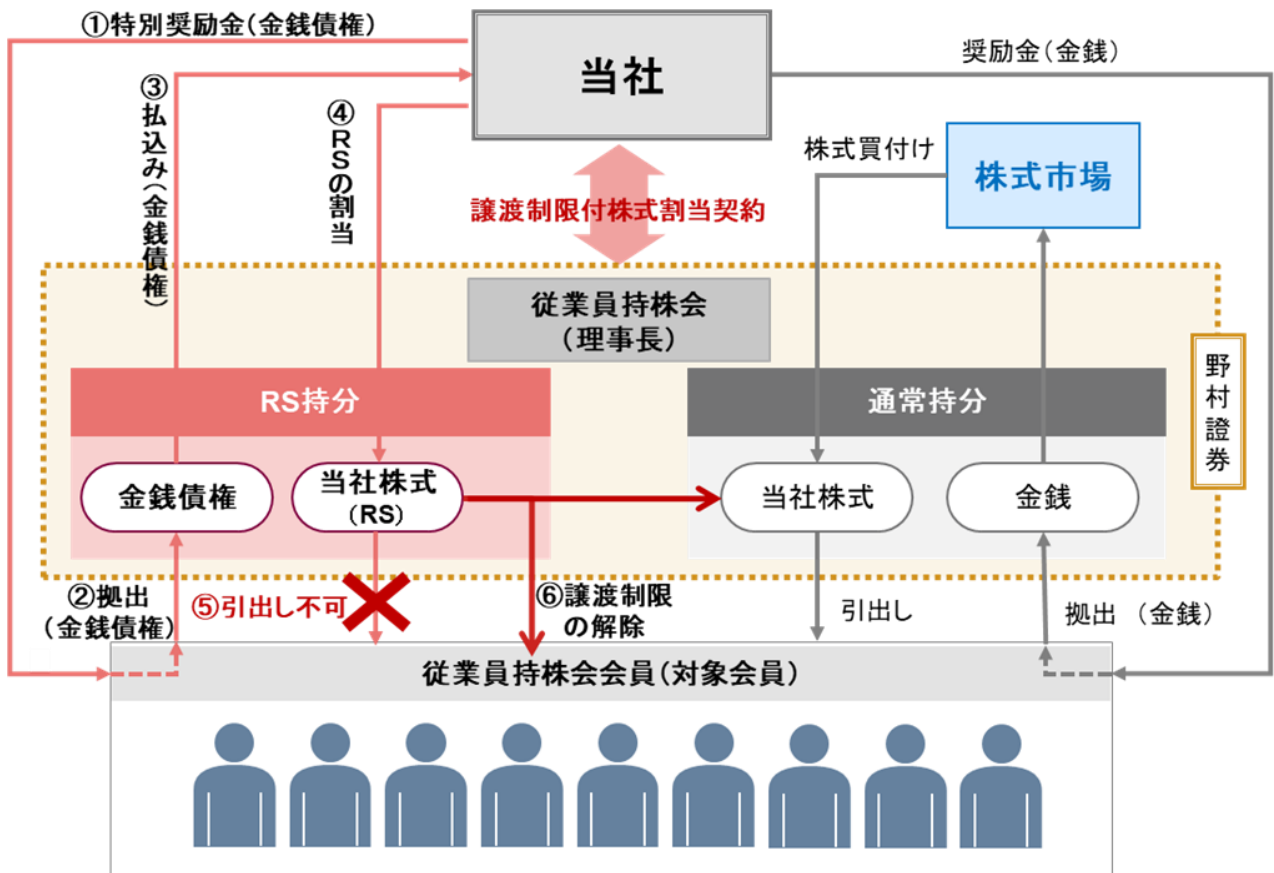 ①特別奨励金(金銭債権)
当社
奨励金(金銭)
③払込み(金銭債権)
④RSの割当
株式買付け
株式市場
譲渡制限付株式割当契約
従業員持株会
(理事長)
野村證券
RS持分
通常持分
金銭債権
当社株式
(RS)
当社株式
金銭
②拠出
(金銭債権)
⑤引出し不可
⑥譲渡制限
の解除
引出し
拠出 (金銭)
従業員持株会会員(対象会員)